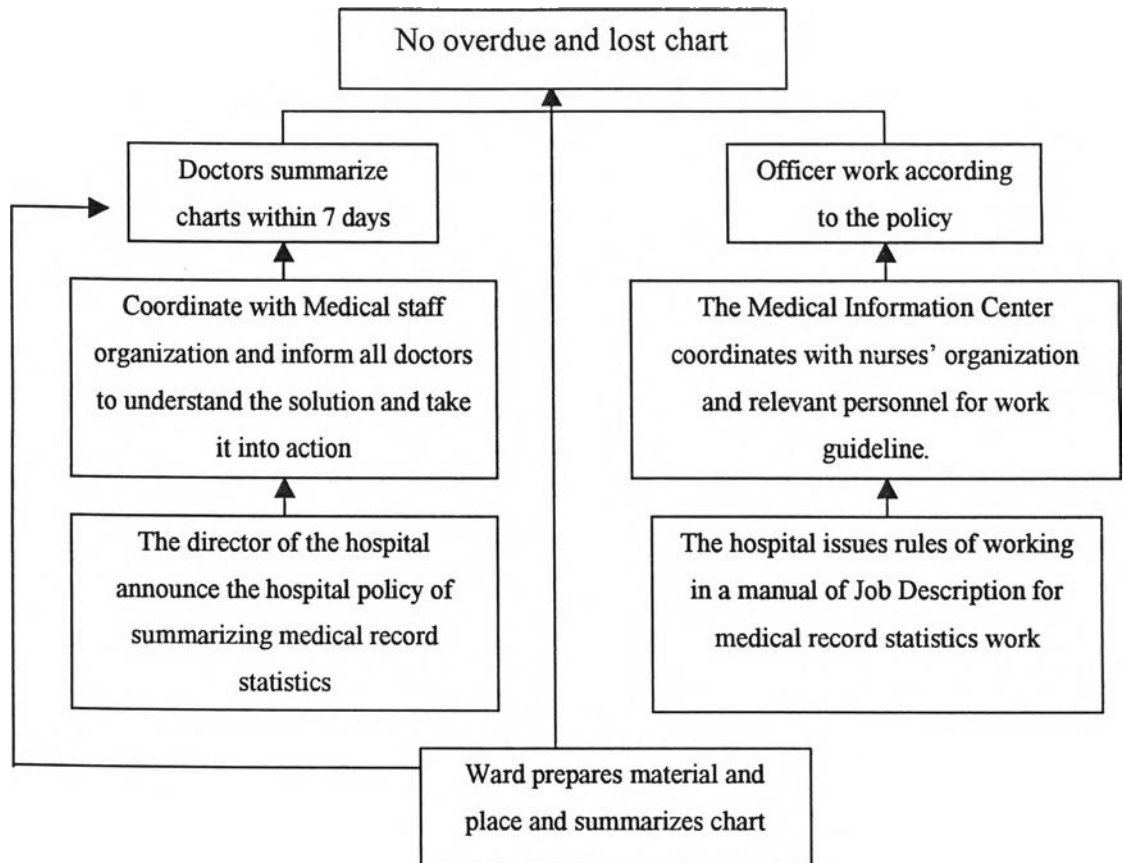 No overdue and lost chart
Doctors summarize
charts within 7 days
Officer work according
to the policy
Coordinate with Medical staff
organization and inform all doctors
to understand the solution and take
it into action
The Medical Information Center
coordinates with nurses' organization
and relevant personnel for work
guideline.
The director of the hospital
announce the hospital policy of
summarizing medical record
statistics
The hospital issues rules of working
in a manual of Job Description for
medical record statistics work
Ward prepares material and
place and summarizes chart